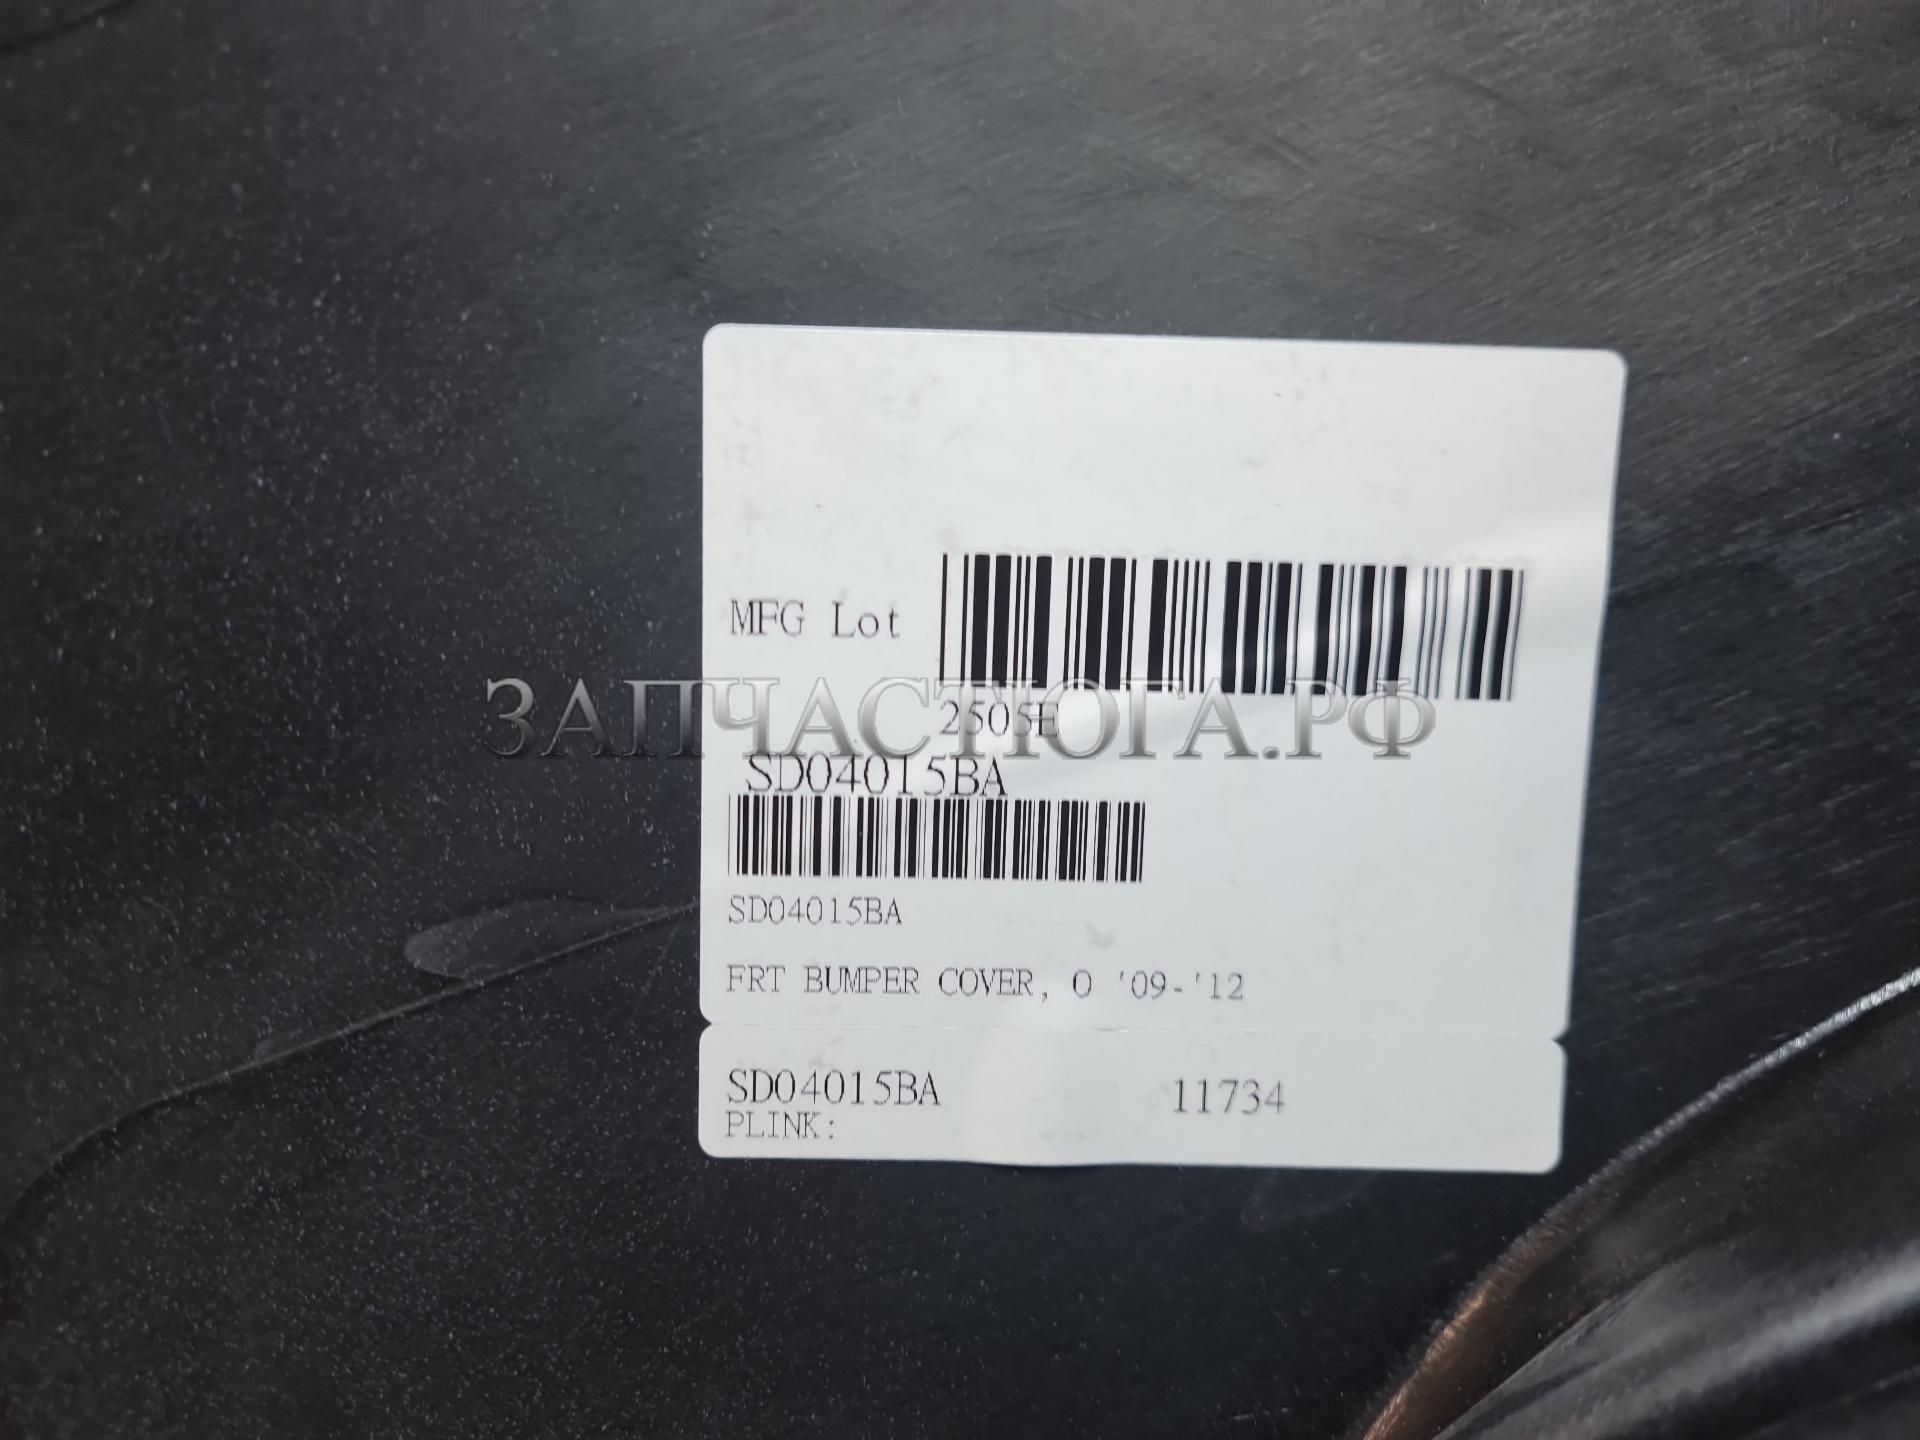 MFG Lot
ЗАПЧАСТЮГА.РФ
2505E
SD04015BA
SD04015BA
FRT BUMPER COVER, O '09-'12
SD04015BA 11734
PLINK: